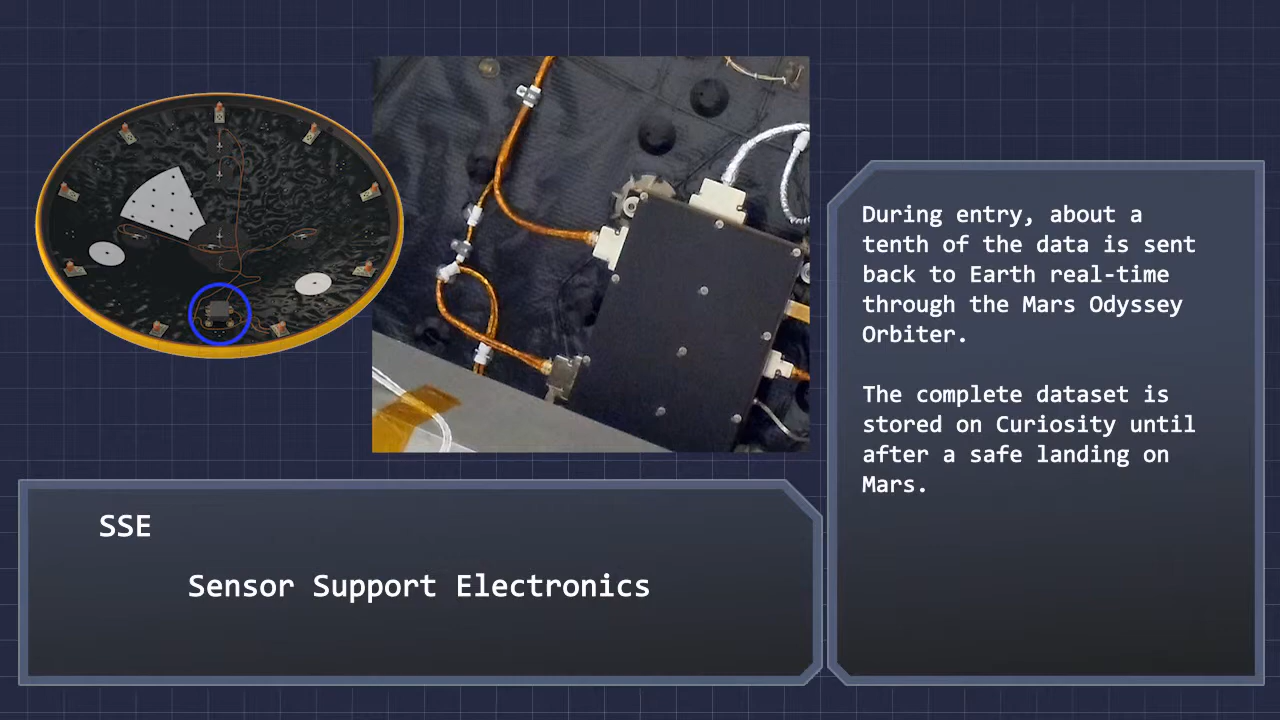 During entry, about a
tenth of the data is sent
back to Earth real-time
through the Mars Odyssey
Orbiter.
The complete dataset is
stored on Curiosity until
after a safe landing on
Mars.
SSE
Sensor Support Electronics